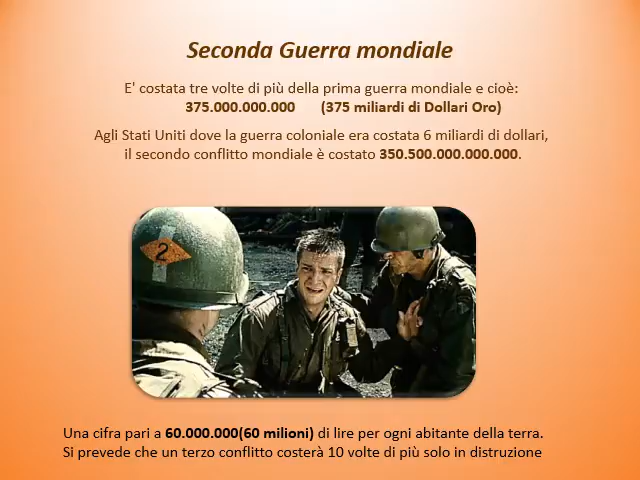 Seconda Guerra mondiale
E' costata tre volte di più della prima guerra mondiale e cioè:
375.000.000.000 (375 miliardi di Dollari Oro)
Agli Stati Uniti dove la guerra coloniale era costata 6 miliardi di dollari,
il secondo conflitto mondiale è costato 350.500.000.000.000.
2
Una cifra pari a 60.000.000(60 milioni) di lire per ogni abitante della terra.
Si prevede che un terzo conflitto costerà 10 volte di più solo in distruzione